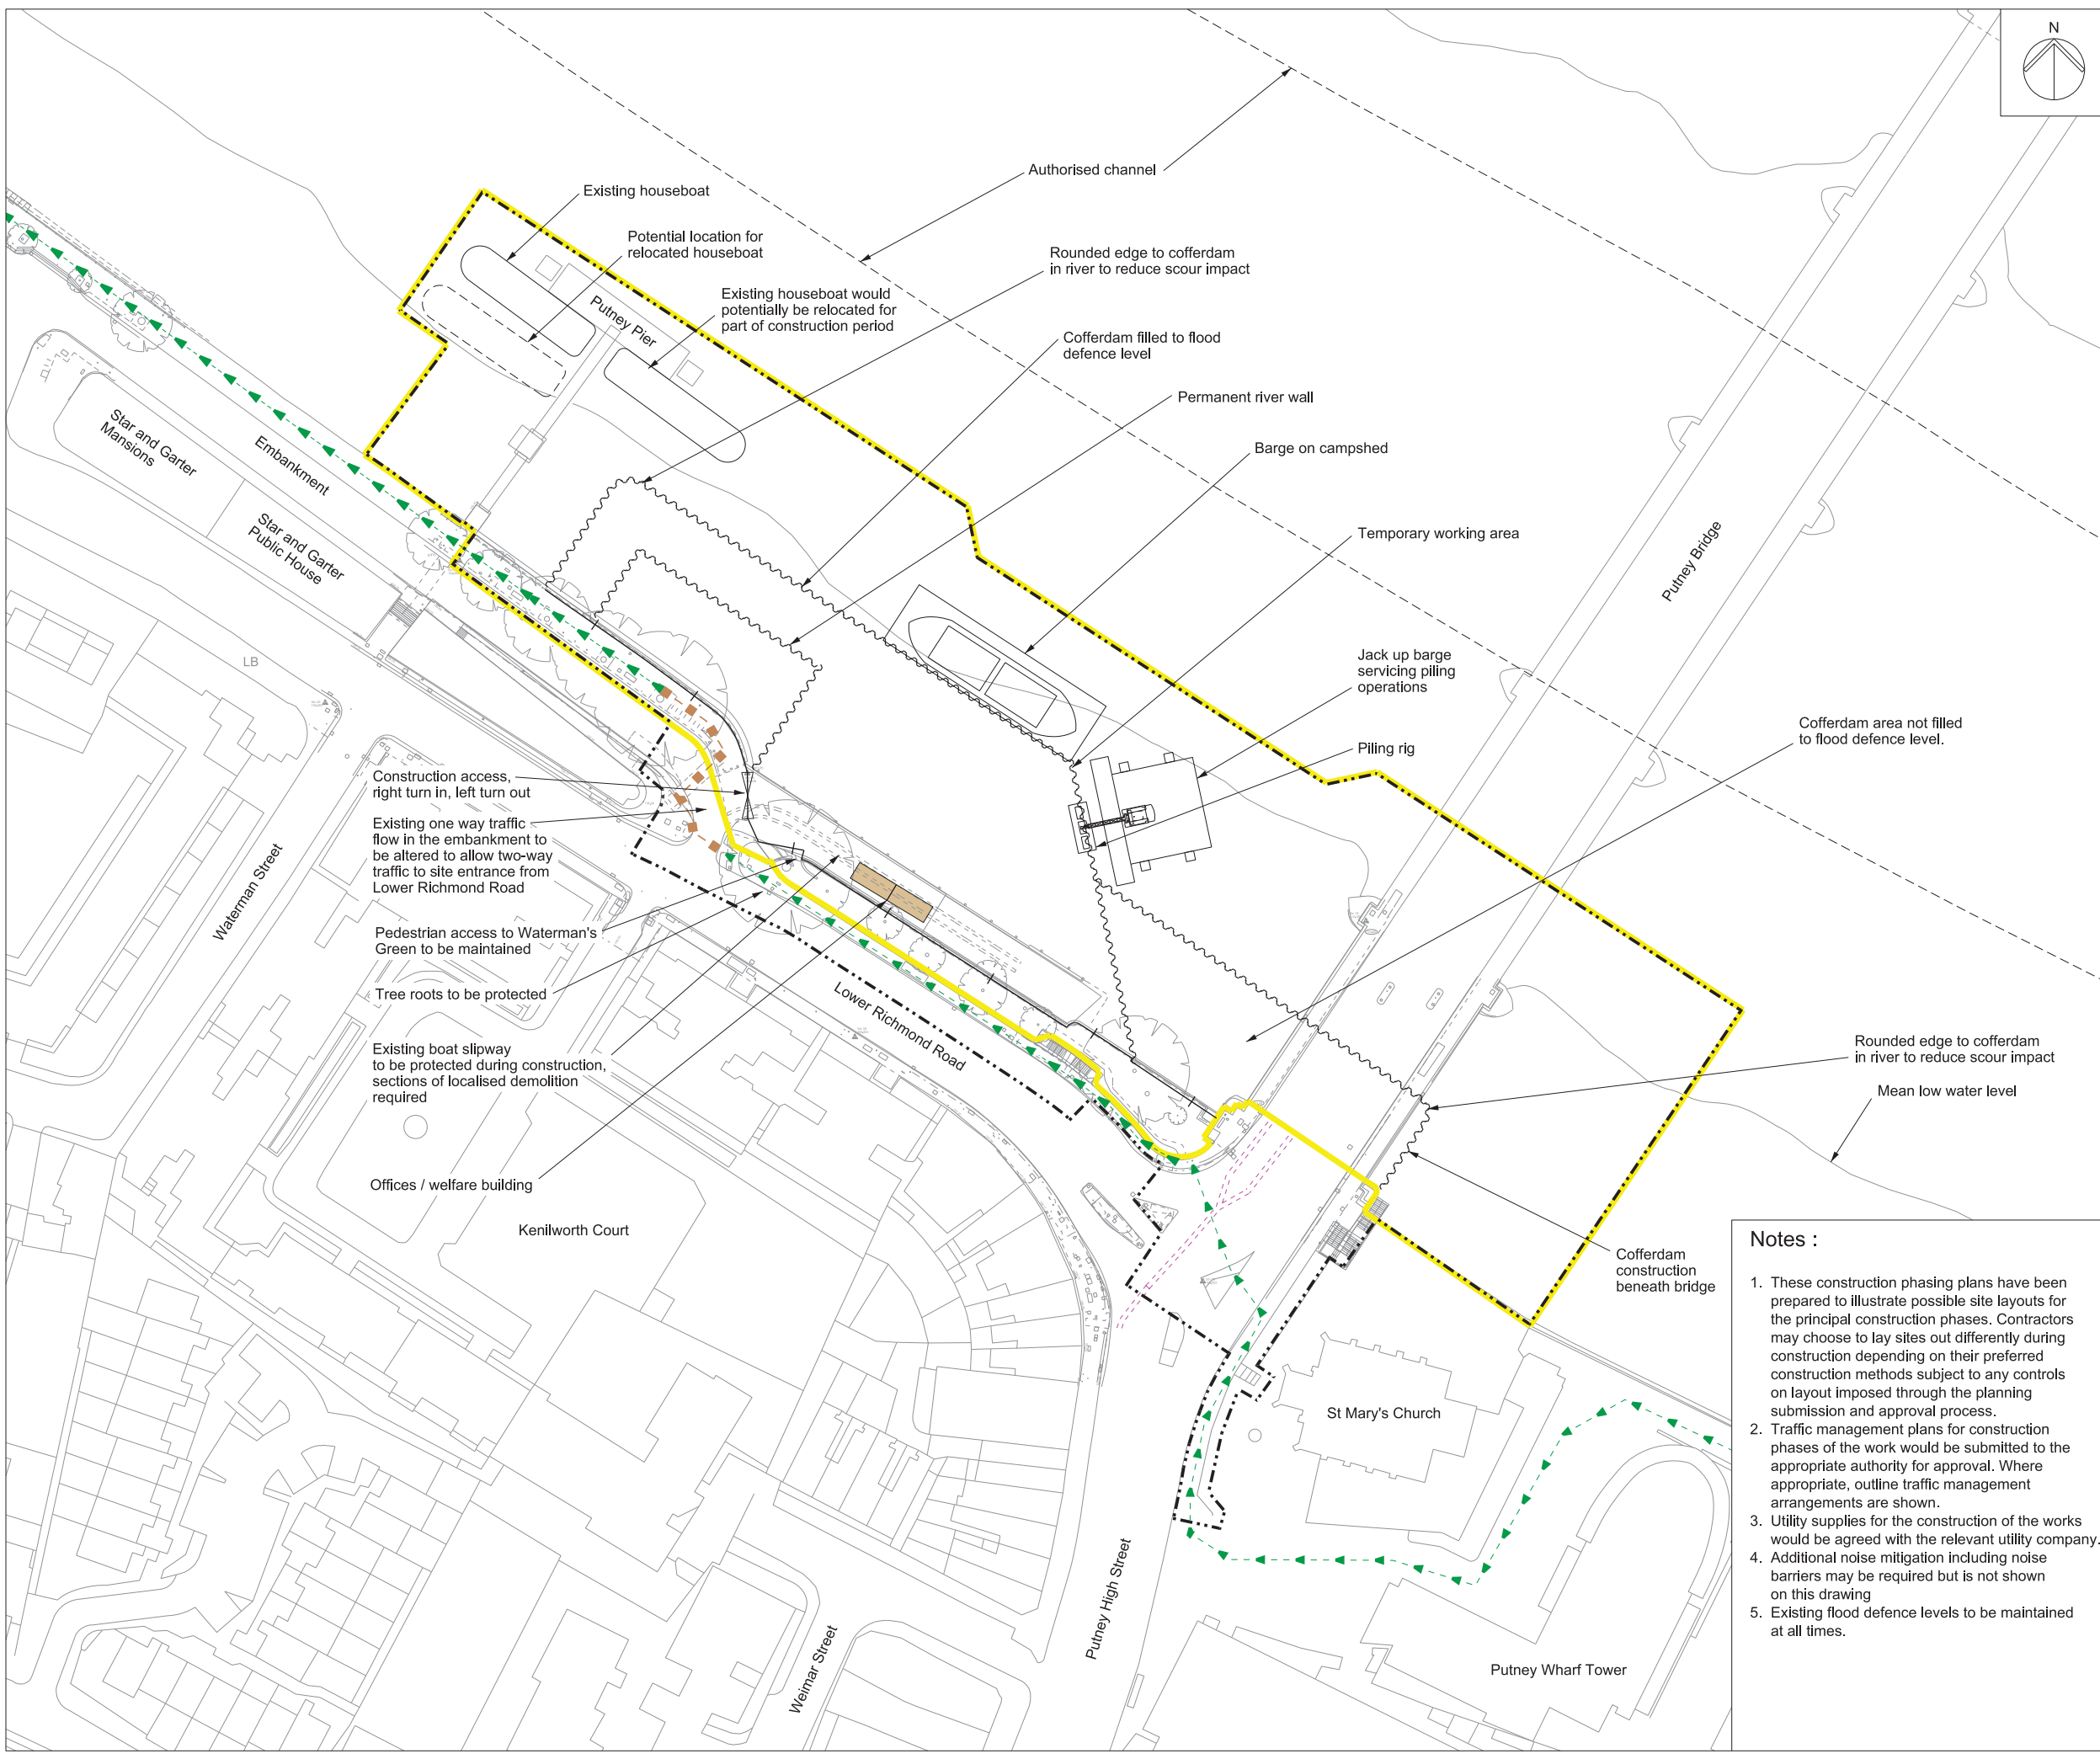 N
Authorised channel
Existing houseboat
Potential location for
relocated houseboat
Rounded edge to cofferdam
in river to reduce scour impact
Existing houseboat would
potentially be relocated for
part of construction period
Putney Pier
Cofferdam filled to flood
defence level
Permanent river wall
Barge on campshed
Star and Garter
Mansions
Embankment
Star and Garter
Public House
Temporary working area
Putney Bridge
LB
Jack up barge
servicing piling
operations
Cofferdam area not filled
to flood defence level.
Piling rig
Construction access,
right turn in, left turn out
Existing one way traffic
flow in the embankment to
be altered to allow two-way
traffic to site entrance from
Lower Richmond Road
Waterman Street
Pedestrian access to Waterman's
Green to be maintained
Tree roots to be protected
Lower Richmond Road
Existing boat slipway
to be protected during construction,
sections of localised demolition
required
Rounded edge to cofferdam
in river to reduce scour impact
Mean low water level
Offices / welfare building
Kenilworth Court
Cofferdam
construction
beneath bridge
St Mary's Church
Putney High Street
Weimar Street
Putney Wharf Tower
Notes :
1. These construction phasing plans have been
prepared to illustrate possible site layouts for
the principal construction phases. Contractors
may choose to lay sites out differently during
construction depending on their preferred
construction methods subject to any controls
on layout imposed through the planning
submission and approval process.
2. Traffic management plans for construction
phases of the work would be submitted to the
appropriate authority for approval. Where
appropriate, outline traffic management
arrangements are shown.
3. Utility supplies for the construction of the works
would be agreed with the relevant utility company.
4. Additional noise mitigation including noise
barriers may be required but is not shown
on this drawing
5. Existing flood defence levels to be maintained
at all times.